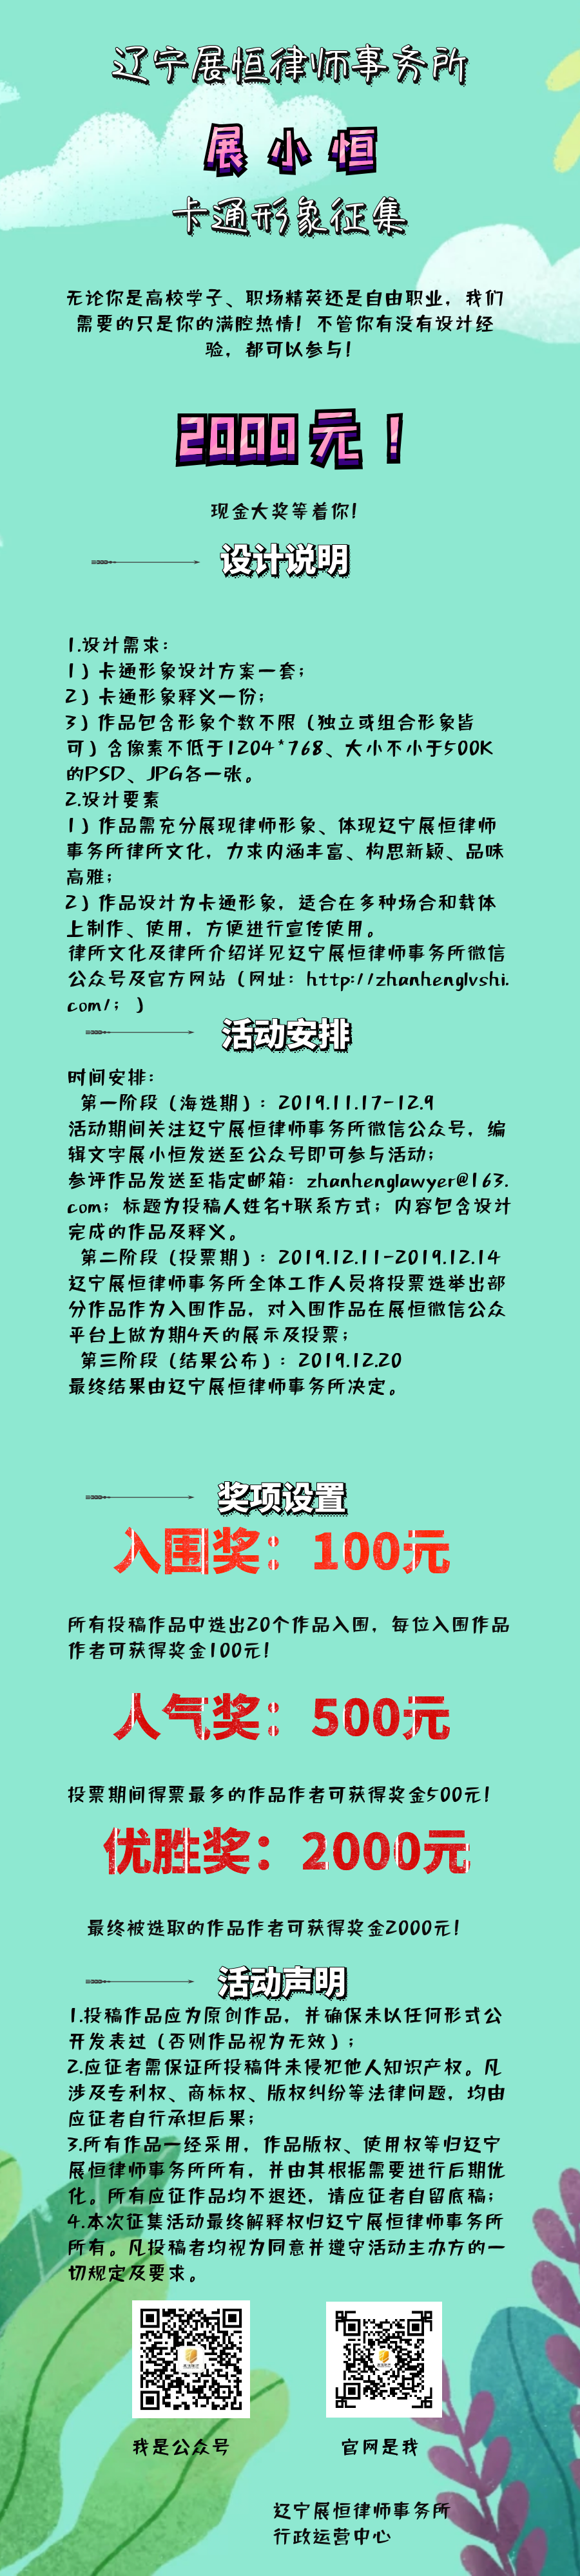 辽宁展恒律师事务所
展小恒
卡通形象征集
无论你是高校学子、职场精英还是自由职业，我们
需要的只是你的满腔热情！不管你有没有设计经
验，都可以参与！
2000元！
现金大奖等着你！
设计说明
1.设计需求：
1）卡通形象设计方案一套；
2）卡通形象释义一份；
3）作品包含形象个数不限（独立或组合形象皆
可）含像素不低于1204*768、大小不小于500K
的PSD、JPG各一张。
2.设计要素
1）作品需充分展现律师形象、体现辽宁展恒律师
事务所律所文化，力求内涵丰富、构思新颖、品味
高雅；
2）作品设计为卡通形象，适合在多种场合和载体
上制作、使用，方便进行宣传使用。
律所文化及律所介绍详见辽宁展恒律师事务所微信
公众号及官方网站（网址：http://zhanhenglvshi.
com/；）
活动安排
时间安排：
第一阶段（海选期）：2019.11.17-12.9
活动期间关注辽宁展恒律师事务所微信公众号，编
辑文字展小恒发送至公众号即可参与活动；
参评作品发送至指定邮箱：zhanhenglawyer@163.
com；标题为投稿人姓名+联系方式；内容包含设计
完成的作品及释义。
第二阶段（投票期）：2019.12.11-2019.12.14
辽宁展恒律师事务所全体工作人员将投票选举出部
分作品作为入围作品，对入围作品在展恒微信公众
平台上做为期4天的展示及投票；
第三阶段（结果公布）：2019.12.20
最终结果由辽宁展恒律师事务所决定。
奖项设置
入围奖：100元
所有投稿作品中选出20个作品入围，每位入围作品
作者可获得奖金100元！
人气奖：500元
投票期间得票最多的作品作者可获得奖金500元！
优胜奖：2000元
最终被选取的作品作者可获得奖金2000元！
活动声明
1.投稿作品应为原创作品，并确保未以任何形式公
开发表过（否则作品视为无效）；
2.应征者需保证所投稿件未侵犯他人知识产权。凡
涉及专利权、商标权、版权纠纷等法律问题，均由
应征者自行承担后果；
3.所有作品一经采用，作品版权、使用权等归辽宁
展恒律师事务所所有，并由其根据需要进行后期优
化。所有应征作品均不退还，请应征者自留底稿；
4.本次征集活动最终解释权归辽宁展恒律师事务所
所有。凡投稿者均视为同意并遵守活动主办方的一
切规定及要求。
我是公众号
官网是我
辽宁展恒律师事务所
行政运营中心